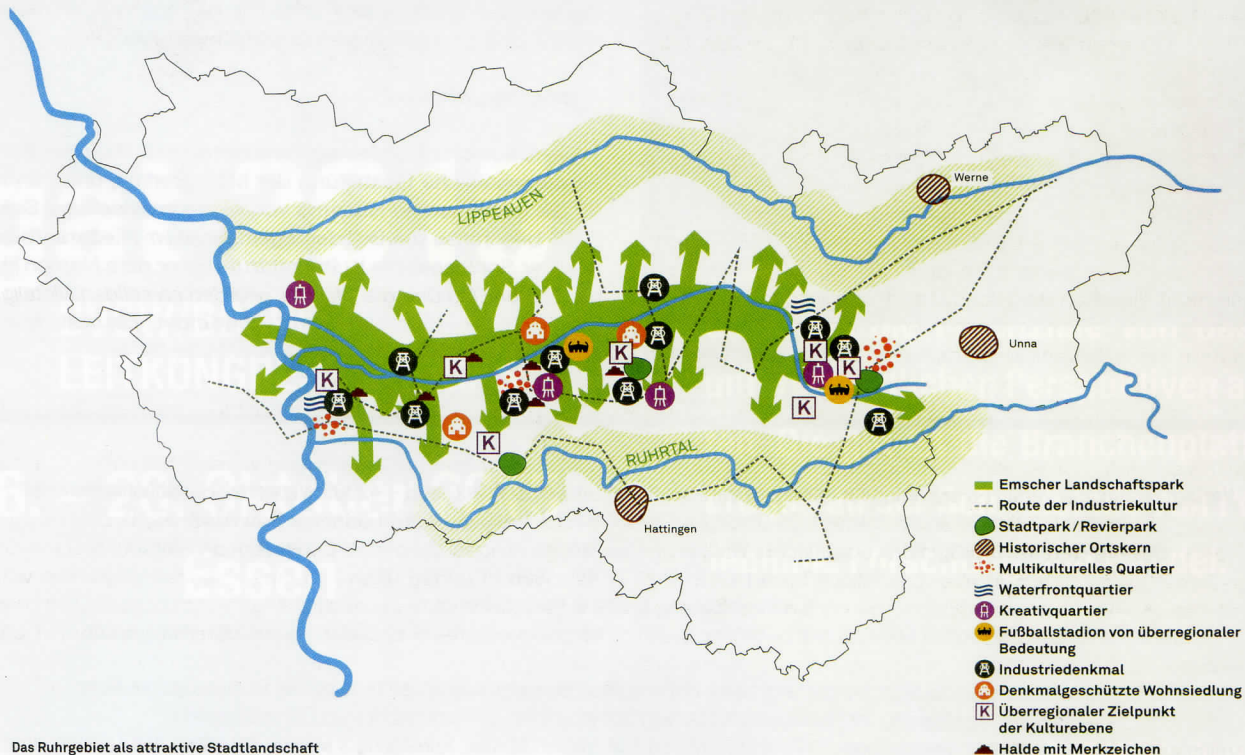 LIPPEAUEN
Werne
Unna
K
K
K
K
K
K
K
RUHRTAL
Hattingen
Emscher Landschaftspark
Route der Industriekultur
Stadtpark / Revierpark
Historischer Ortskern
Multikulturelles Quartier
Waterfrontquartier
Kreativquartier
Fußballstadion von überregionaler
Bedeutung
Industriedenkmal
Denkmalgeschützte Wohnsiedlung
K Überregionaler Zielpunkt
der Kulturebene
Halde mit Merkzeichen
Das Ruhrgebiet als attraktive Stadtlandschaft